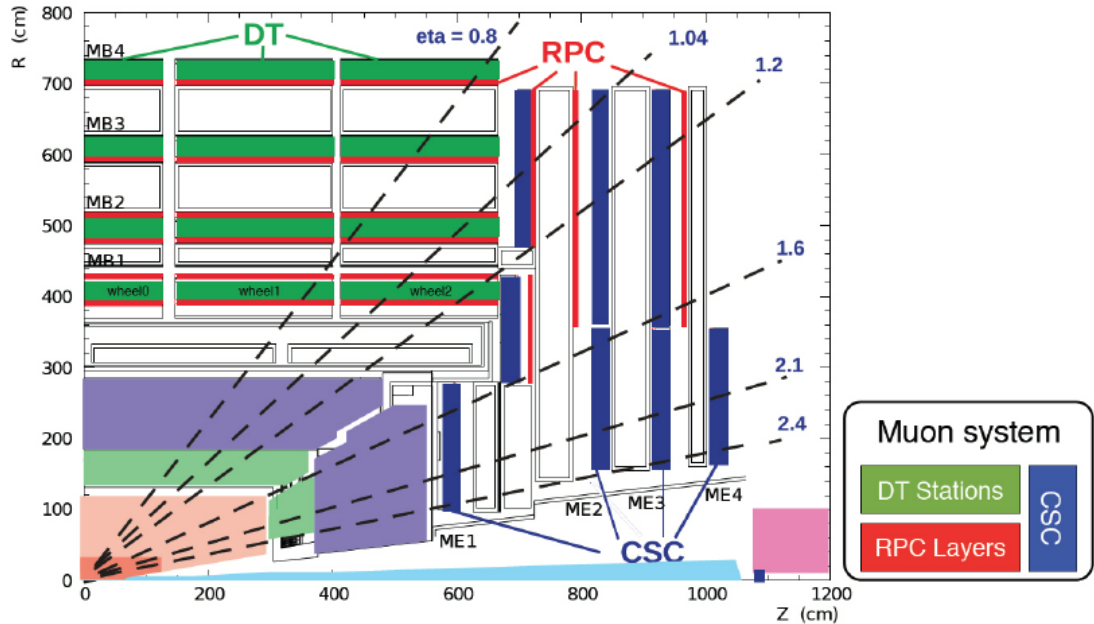 R (cm)
800
700
600
500
400
300
200
100
0
MB4
MB3
MB2
MB1
DT
eta = 0.8
RPC
1.04
1.2
1.6
2.1
2.4
wheel0
wheel1
wheel2
ME1
ME2
ME3
ME4
CSC
0
200
400
600
800
1000
1200
Z (cm)
Muon system
DT Stations
RPC Layers
CSC